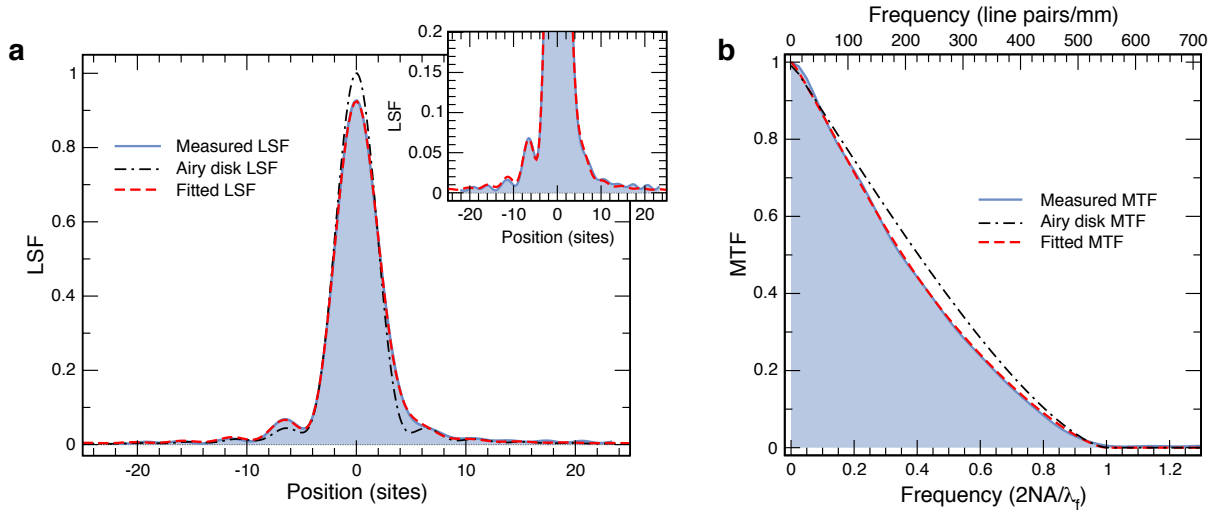 a
LSF
1
0.8
0.6
0.4
0.2
0
-20
-10
0
10
20
Position (sites)
Measured LSF
Airy disk LSF
Fitted LSF
LSF
0.15
0.1
0.05
0
-20
-10
0
10
20
Position (sites)
b
Frequency (line pairs/mm)
0
100
200
300
400
500
600
700
MTF
1
0.8
0.6
0.4
0.2
0
Measured MTF
Airy disk MTF
Fitted MTF
0
0.2
0.4
0.6
0.8
1
1.2
Frequency (2NA/λf)